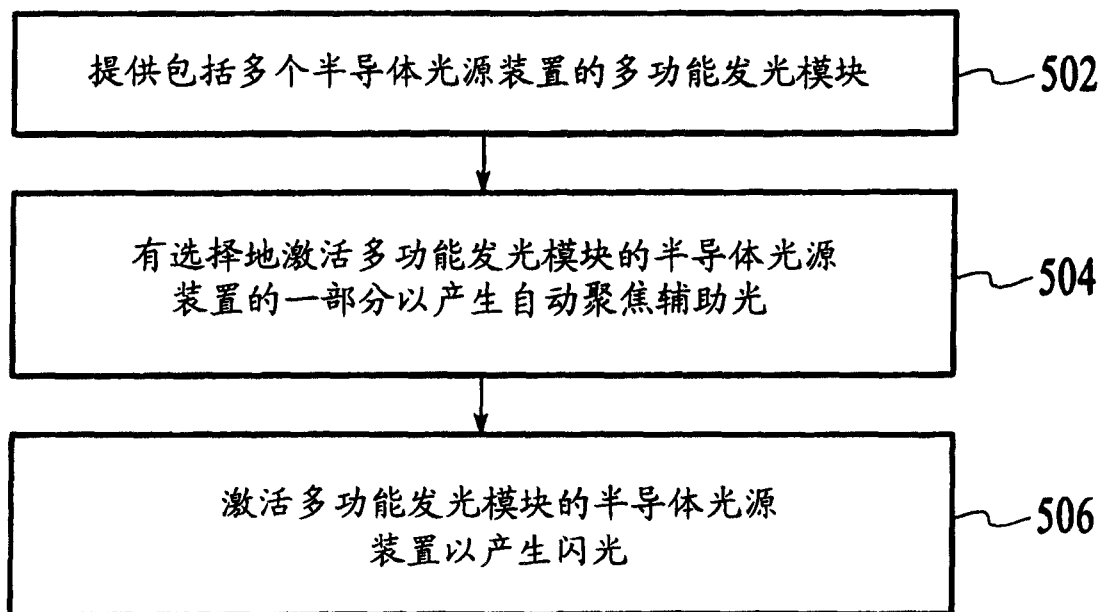 提供包括多个半导体光源装置的多功能发光模块
502
有选择地激活多功能发光模块的半导体光源
装置的一部分以产生自动聚焦辅助光
504
激活多功能发光模块的半导体光源
装置以产生闪光
506